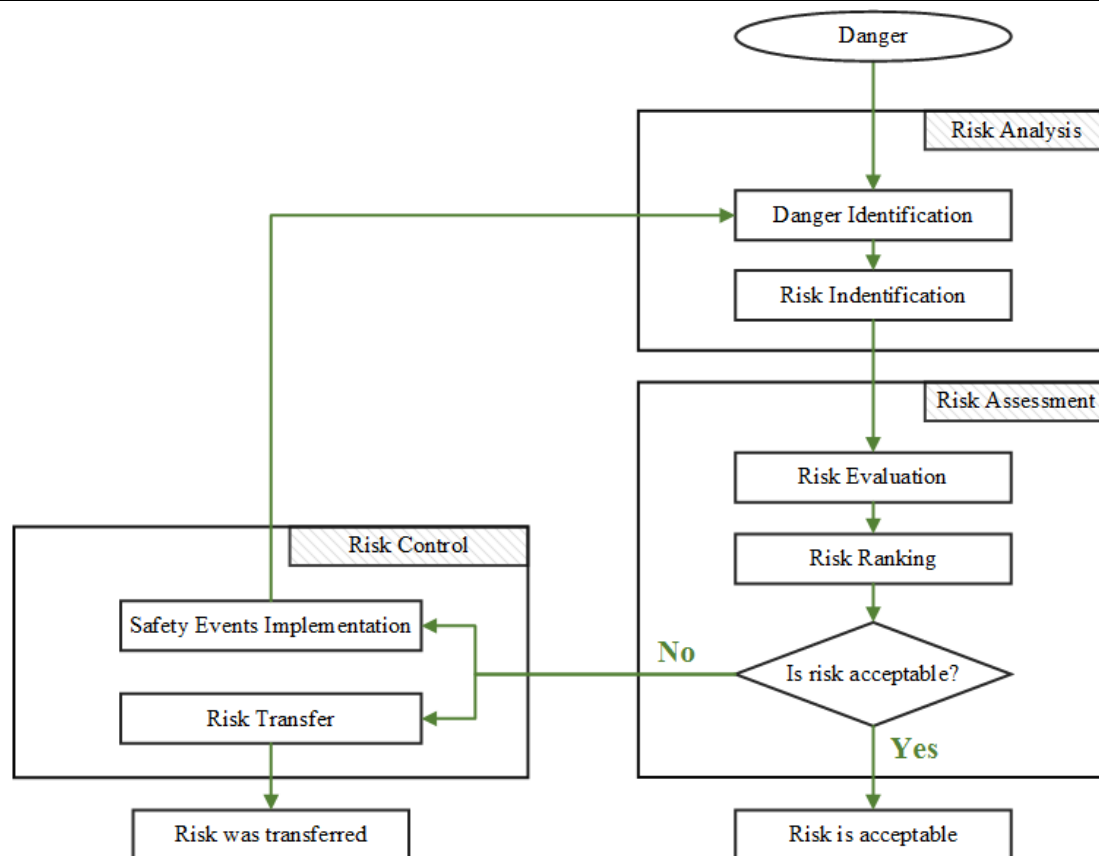 Danger
Risk Analysis
Danger Identification
Risk Indentification
Risk Assessment
Risk Evaluation
Risk Ranking
Is risk acceptable?
No
Yes
Risk Control
Safety Events Implementation
Risk Transfer
Risk was transferred
Risk is acceptable